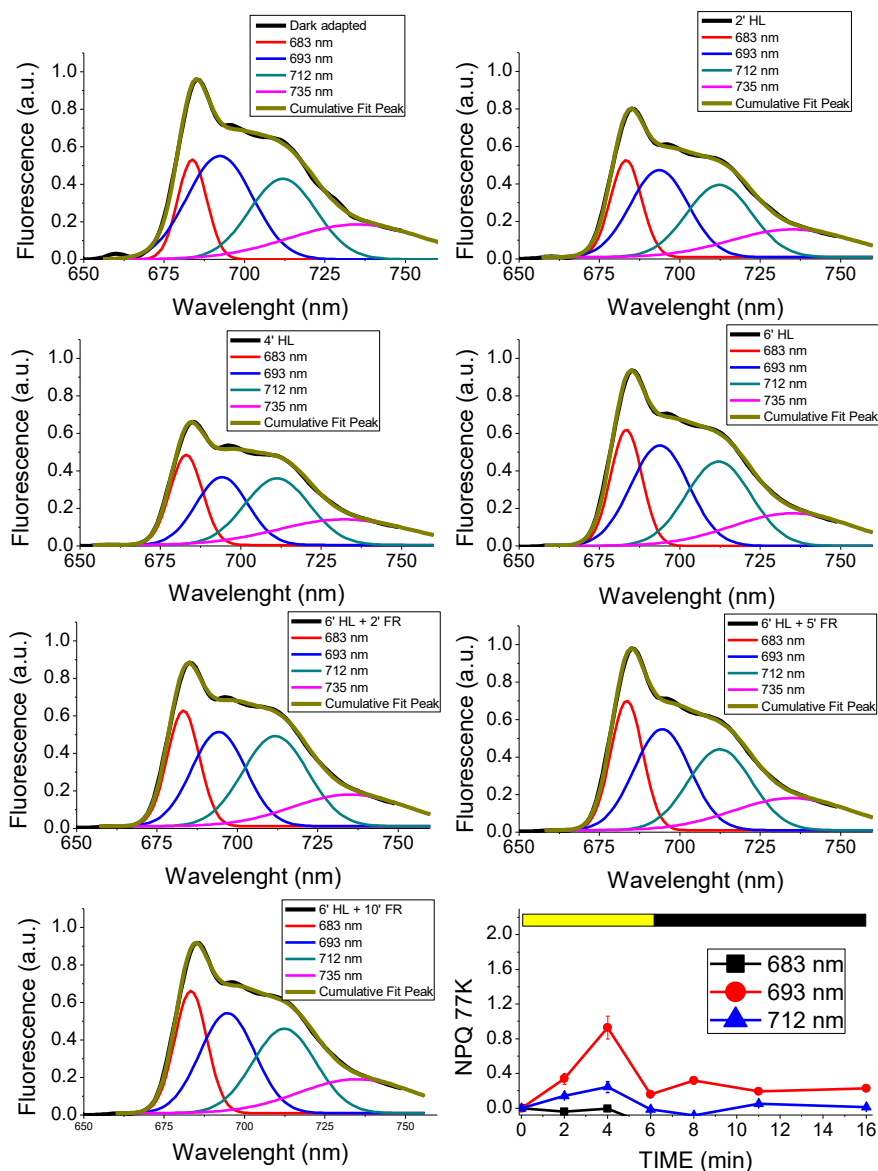 Dark adapted
683 nm
693 nm
712 nm
735 nm
Cumulative Fit Peak
Fluorescence (a.u.)
1.0
0.8
0.6
0.4
0.2
0.0
650 675 700 725 750
Wavelenght (nm)
2' HL
683 nm
693 nm
712 nm
735 nm
Cumulative Fit Peak
Fluorescence (a.u.)
1.0
0.8
0.6
0.4
0.2
0.0
650 675 700 725 750
Wavelenght (nm)
4' HL
683 nm
693 nm
712 nm
735 nm
Cumulative Fit Peak
Fluorescence (a.u.)
1.0
0.8
0.6
0.4
0.2
0.0
650 675 700 725 750
Wavelenght (nm)
6' HL
683 nm
693 nm
712 nm
735 nm
Cumulative Fit Peak
Fluorescence (a.u.)
1.0
0.8
0.6
0.4
0.2
0.0
650 675 700 725 750
Wavelenght (nm)
6' HL + 2' FR
683 nm
693 nm
712 nm
735 nm
Cumulative Fit Peak
Fluorescence (a.u.)
1.0
0.8
0.6
0.4
0.2
0.0
650 675 700 725 750
Wavelenght (nm)
6' HL + 5' FR
683 nm
693 nm
712 nm
735 nm
Cumulative Fit Peak
Fluorescence (a.u.)
1.0
0.8
0.6
0.4
0.2
0.0
650 675 700 725 750
Wavelenght (nm)
6' HL + 10' FR
683 nm
693 nm
712 nm
735 nm
Cumulative Fit Peak
Fluorescence (a.u.)
1.0
0.8
0.6
0.4
0.2
0.0
650 675 700 725 750
Wavelenght (nm)
683 nm
693 nm
712 nm
NPQ 77K
2.0
1.6
1.2
0.8
0.4
0.0
0 2 4 6 8 10 12 14 16
TIME (min)